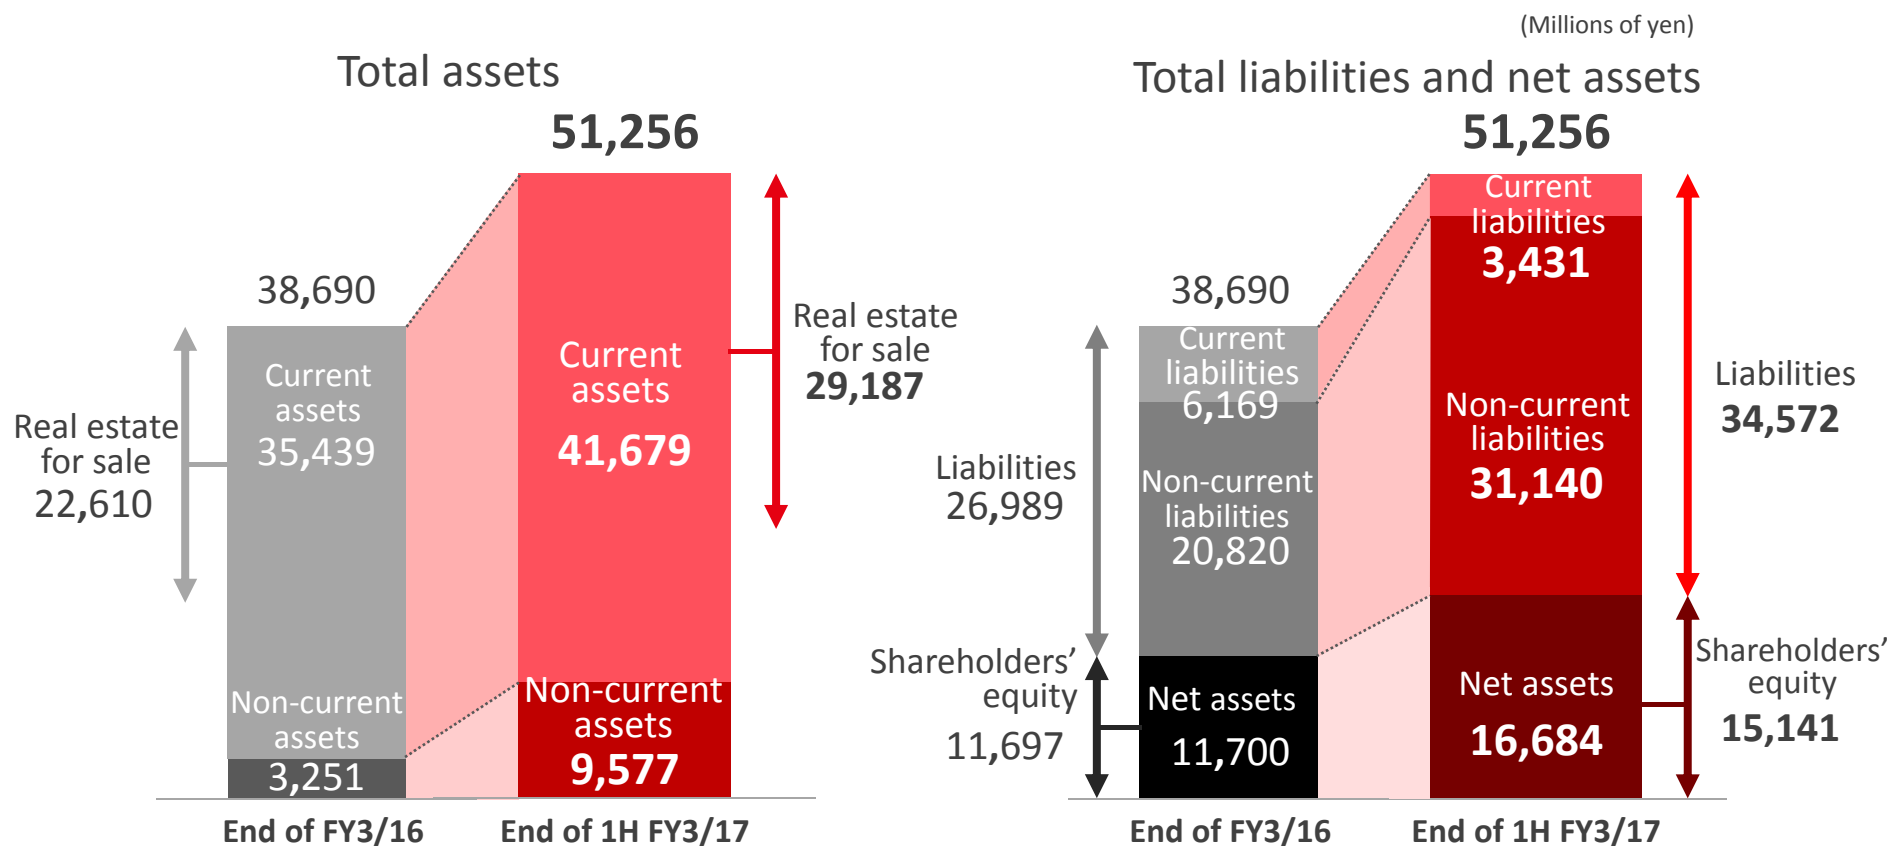 (Millions of yen)
Total assets
51,256
38,690
Real estate
for sale
22,610
Current
assets
35,439
Non-current
assets
3,251
Current
assets
41,679
Non-current
assets
9,577
Real estate
for sale
29,187
End of FY3/16
End of 1H FY3/17
Total liabilities and net assets
51,256
38,690
Liabilities
26,989
Shareholders’
equity
11,697
Current
liabilities
6,169
Non-current
liabilities
20,820
Net assets
11,700
Current
liabilities
3,431
Non-current
liabilities
31,140
Net assets
16,684
Liabilities
34,572
Shareholders’
equity
15,141
End of FY3/16
End of 1H FY3/17